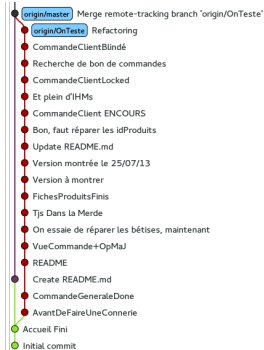 origin/master Merge remote-tracking branch 'origin/OnTeste'
origin/OnTeste Refactoring
CommandeClientBlindé
Recherche de bon de commandes
CommandeClientLocked
Et plein d'IHMs
CommandeClient ENCOURS
Bon, faut réparer les idProduits
Update README.md
Version montrée le 25/07/13
Version à montrer
FichesProduitsFinis
Tjs Dans la Merde
On essaie de réparer les bétises, maintenant
VueCommande+OpMaJ
README
Create README.md
CommandeGeneraleDone
AvantDeFaireUneConnerie
Accueil Fini
Initial commit